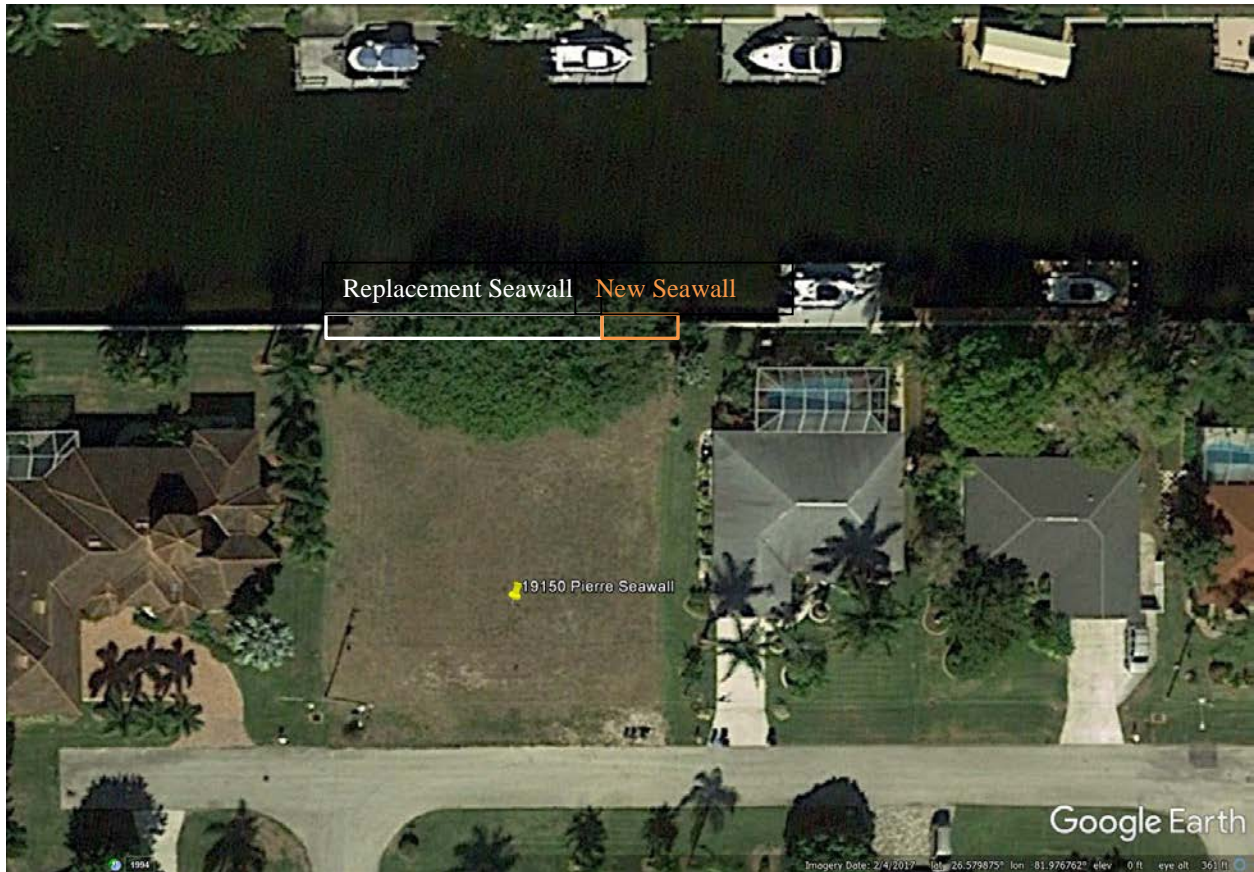 Replacement Seawall New Seawall
19150 Pierre Seawall
Google Earth
1994
Imagery Date: 2/4/2017 lat 26.579875° lon -81.976762° elev 0 ft eye alt 361 ft